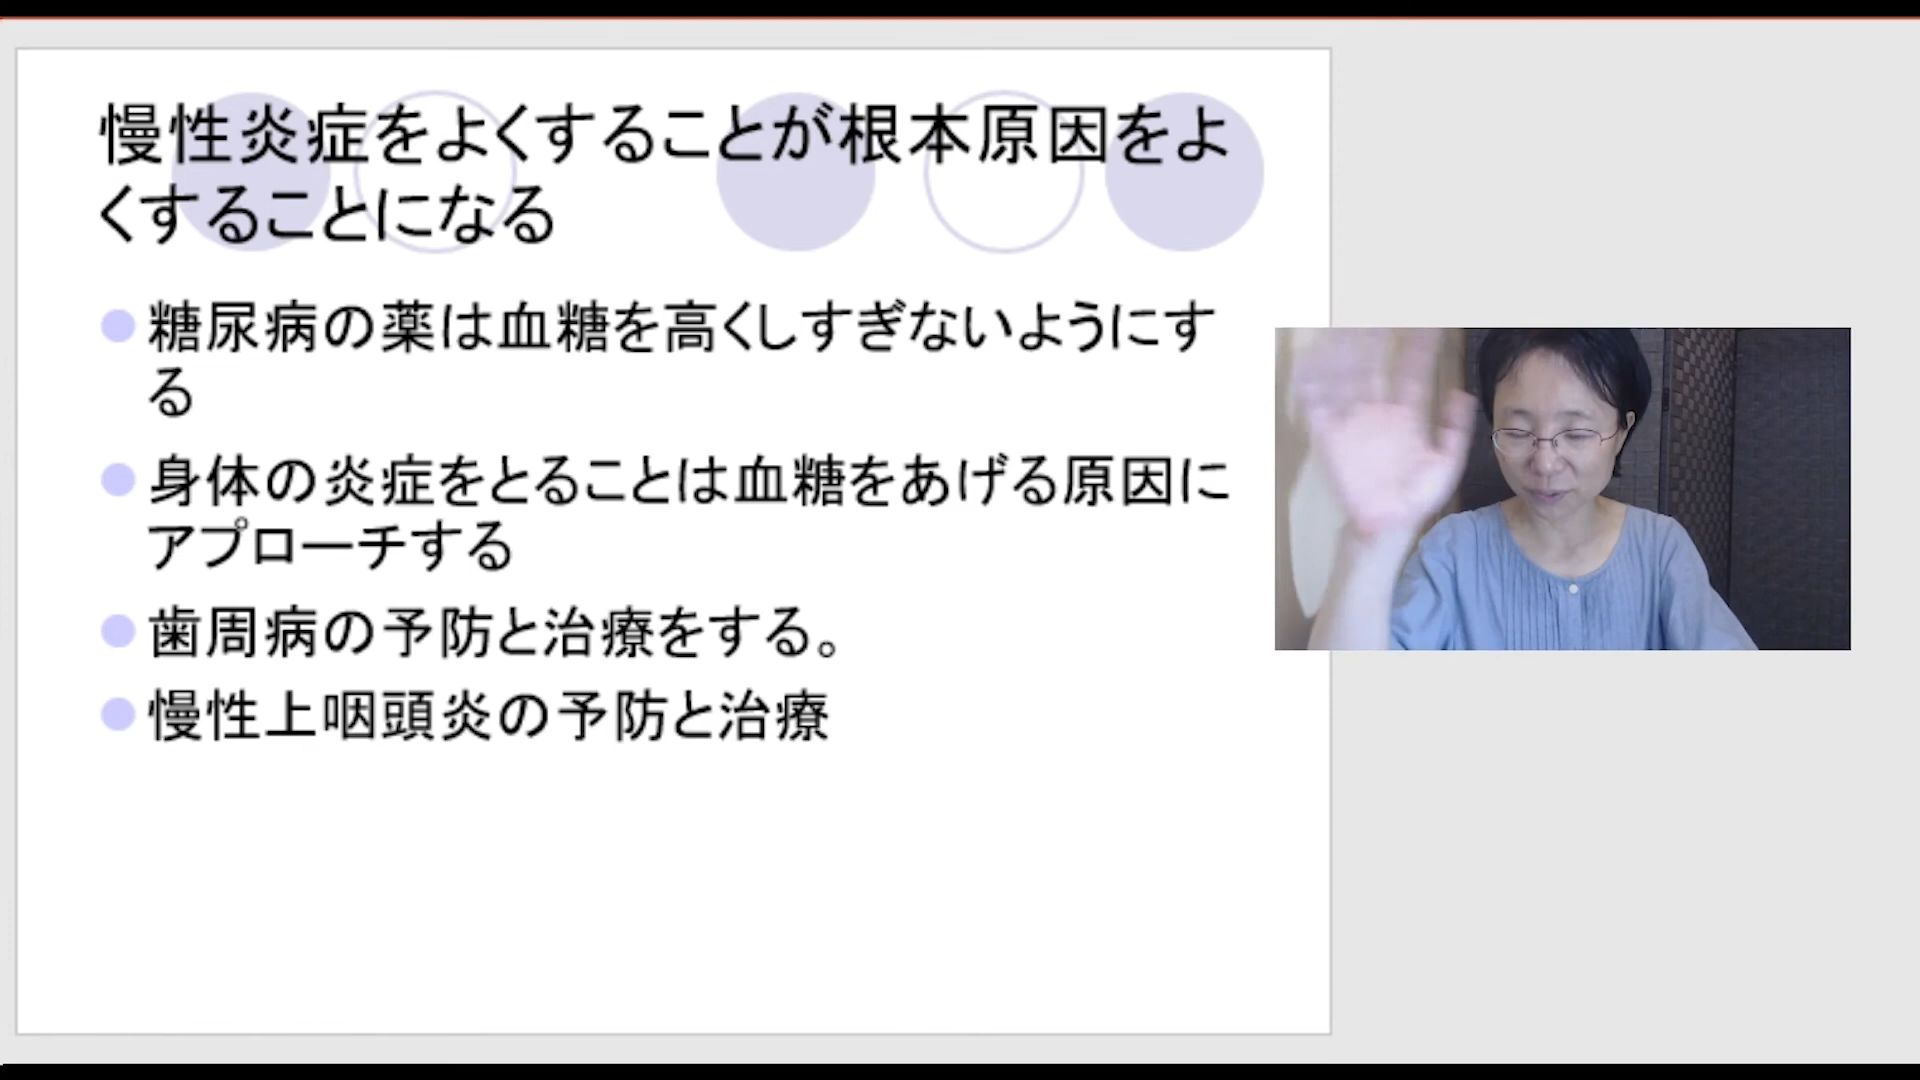 慢性炎症をよくすることが根本原因をよ
くすることになる
糖尿病の薬は血糖を高くしすぎないようにす
る
身体の炎症をとることは血糖をあげる原因に
アプローチする
歯周病の予防と治療をする。
慢性上咽頭炎の予防と治療